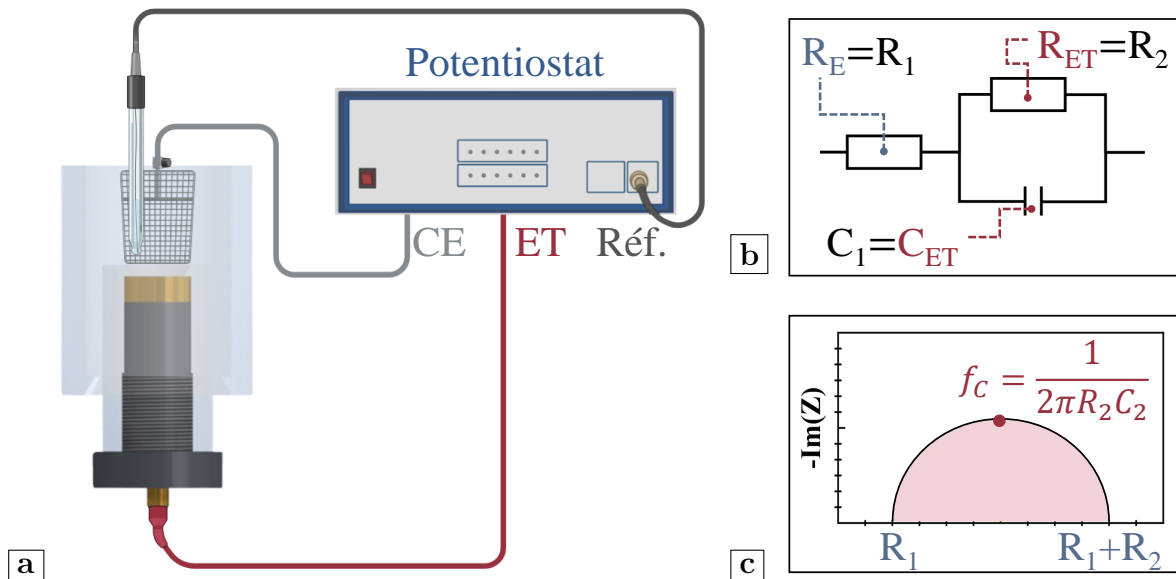 Potentiostat
CE
ET
Réf.
a
R_E=R_1
R_ET=R_2
C_1=C_ET
b
-Im(Z)
f_C = 1/(2πR_2C_2)
R_1
R_1+R_2
c